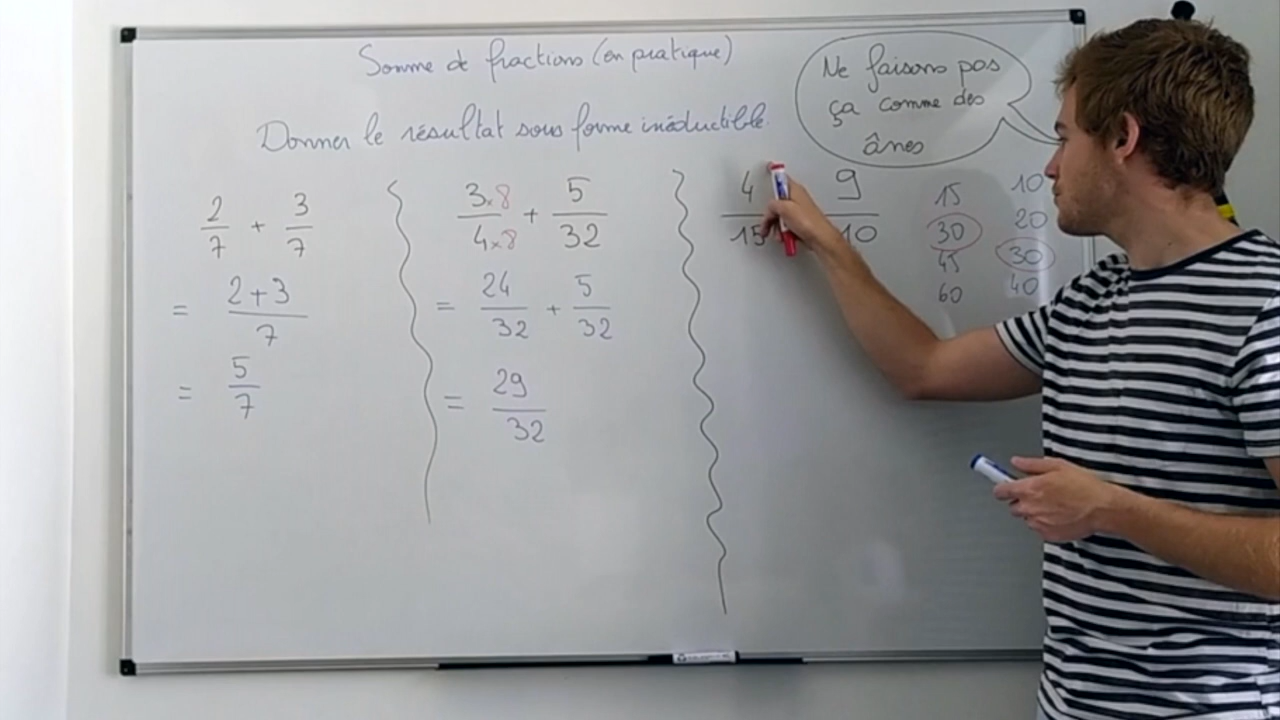 Somme de fractions (en pratique)
Donner le résultat sous forme irréductible
Ne faisons pas
ça comme des
ânes
2/7 + 3/7
= 2+3/7
= 5/7
3×8/4×8 + 5/32
= 24/32 + 5/32
= 29/32
4/15 9/10
15
30
45
60
10
20
30
40